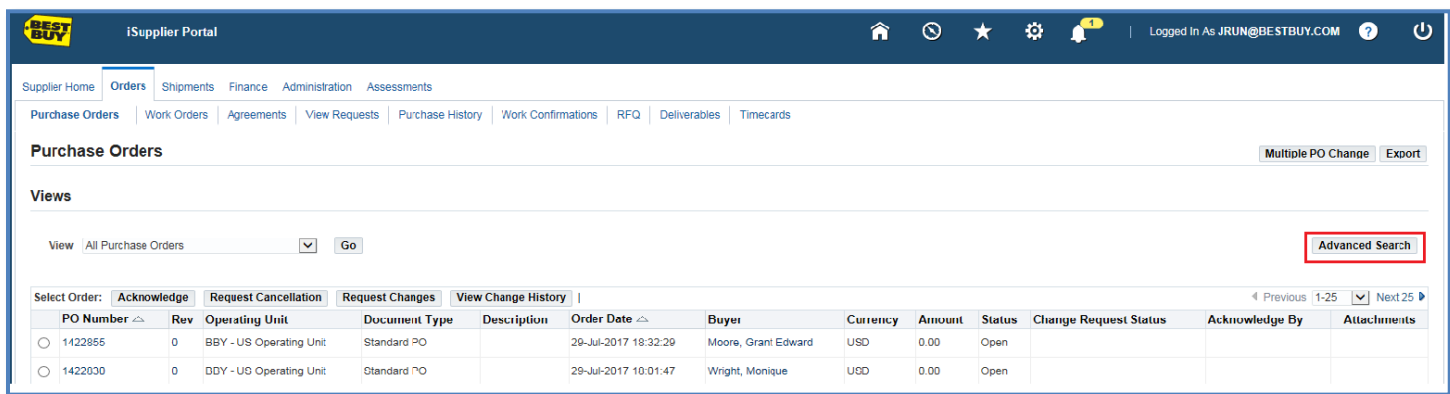 BEST BUY iSupplier Portal 1 | Logged In As JRUN@BESTBUY.COM ?
Supplier Home Orders Shipments Finance Administration Assessments
Purchase Orders | Work Orders | Agreements | View Requests | Purchase History | Work Confirmations | RFQ | Deliverables | Timecards
Purchase Orders Multiple PO Change Export
Views
View All Purchase Orders Go Advanced Search
Select Order: Acknowledge Request Cancellation Request Changes View Change History | Previous 1-25 Next 25
PO Number Rev Operating Unit Document Type Description Order Date Buyer Currency Amount Status Change Request Status Acknowledge By Attachments
1422855 0 BBY - US Operating Unit Standard PO 29-Jul-2017 18:32:29 Moore, Grant Edward USD 0.00 Open
0 BBY - US Operating Unit Standard PO 29-Jul-2017 Wright, Monique USD 0.00 Open